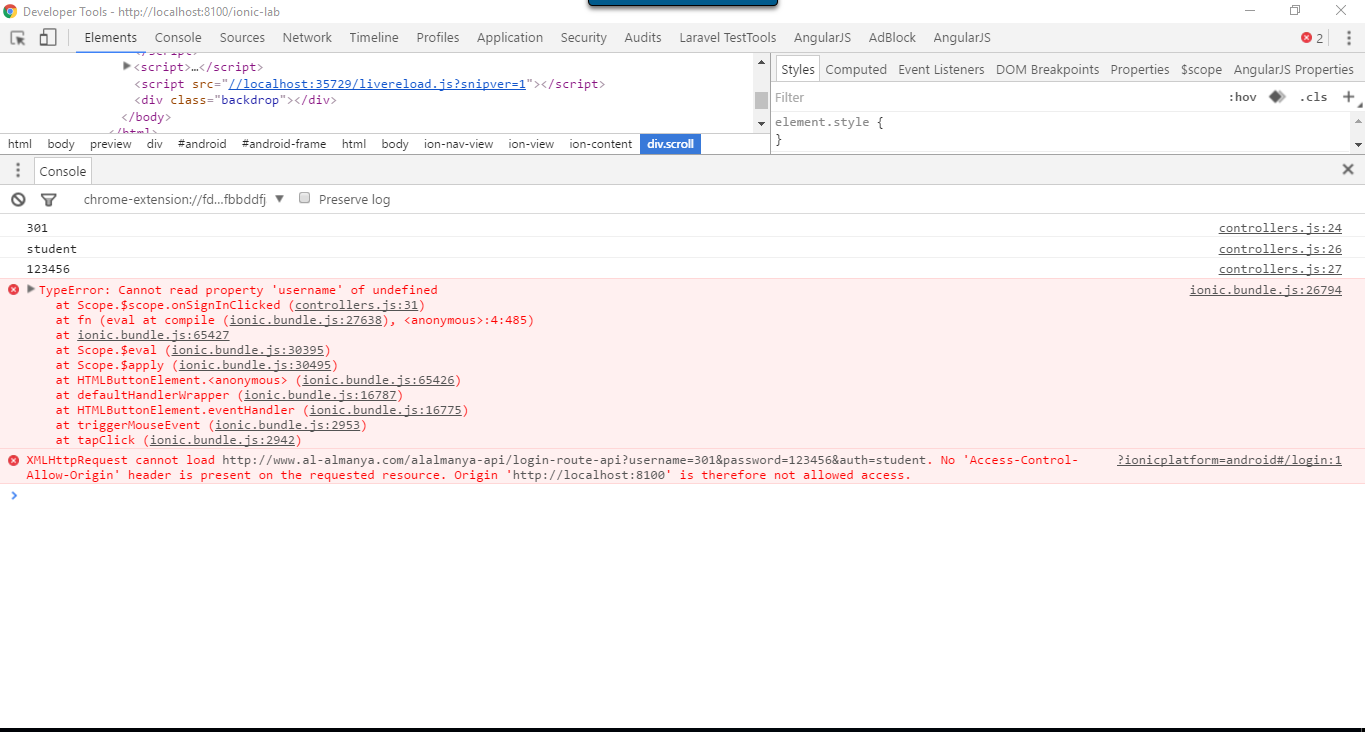 Developer Tools - http://localhost:8100/ionic-lab
Elements Console Sources Network Timeline Profiles Application Security Audits Laravel TestTools AngularJS AdBlock AngularJS 2
</script>
<script>…</script>
<script src="//localhost:35729/livereload.js?snipver=1"></script>
<div class="backdrop"></div>
</body>
</html>
html body preview div #android #android-frame html body ion-nav-view ion-view ion-content div.scroll
Styles Computed Event Listeners DOM Breakpoints Properties $scope AngularJS Properties
Filter :hov .cls +
element.style {
}
Console
chrome-extension://fd…fbbddfj ▼ Preserve log
301 controllers.js:24
student controllers.js:26
123456 controllers.js:27
TypeError: Cannot read property 'username' of undefined ionic.bundle.js:26794
at Scope.$scope.onSignInClicked (controllers.js:31)
at fn (eval at compile (ionic.bundle.js:27638), <anonymous>:4:485)
at ionic.bundle.js:65427
at Scope.$eval (ionic.bundle.js:30395)
at Scope.$apply (ionic.bundle.js:30495)
at HTMLButtonElement.<anonymous> (ionic.bundle.js:65426)
at defaultHandlerWrapper (ionic.bundle.js:16787)
at HTMLButtonElement.eventHandler (ionic.bundle.js:16775)
at triggerMouseEvent (ionic.bundle.js:2953)
at tapClick (ionic.bundle.js:2942)
XMLHttpRequest cannot load http://www.al-almanya.com/alalmanya-api/login-route-api?username=301&password=123456&auth=student. No 'Access-Control- ?ionicplatform=android#/login:1
Allow-Origin' header is present on the requested resource. Origin 'http://localhost:8100' is therefore not allowed access.